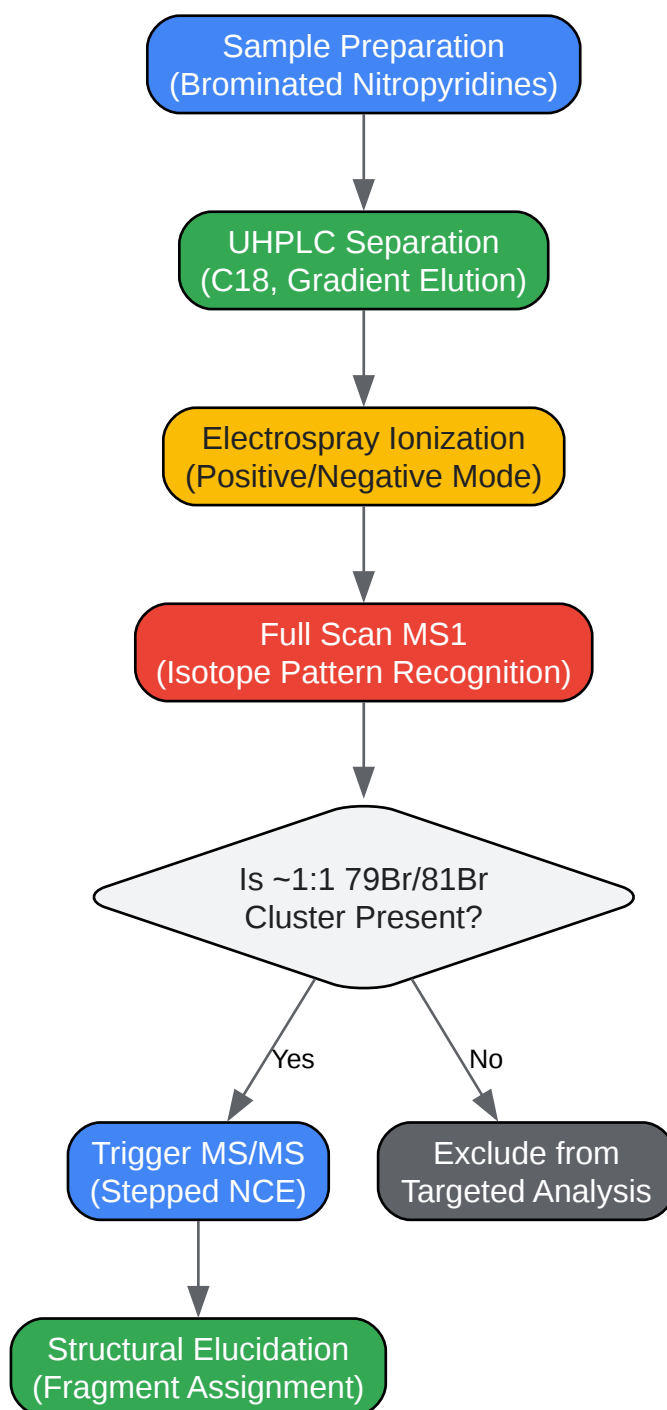 Sample Preparation
(Brominated Nitropyridines)
UHPLC Separation
(C18, Gradient Elution)
Electrospray Ionization
(Positive/Negative Mode)
Full Scan MS1
(Isotope Pattern Recognition)
Is ~1:1 79Br/81Br
Cluster Present?
Yes
No
Trigger MS/MS
(Stepped NCE)
Exclude from
Targeted Analysis
Structural Elucidation
(Fragment Assignment)